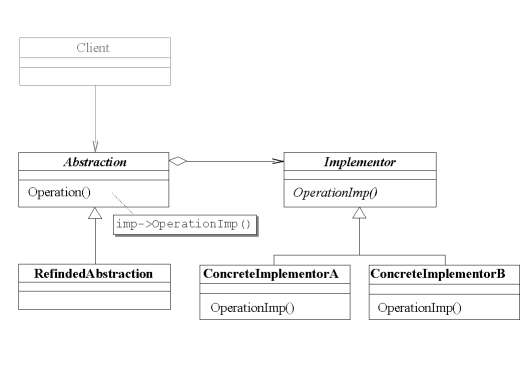 Client
Abstraction
Implementor
Operation()
OperationImp()
imp->OperationImp()
RefindedAbstraction
ConcreteImplementorA
ConcreteImplementorB
OperationImp()
OperationImp()